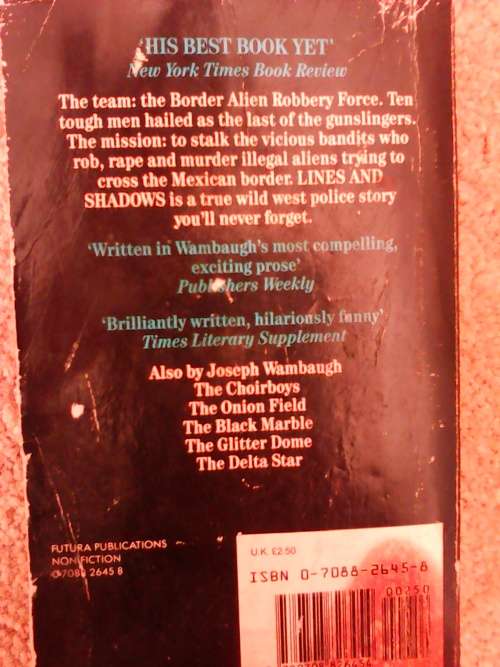 'HIS BEST BOOK YET'
New York Times Book Review
The team: the Border Alien Robbery Force. Ten
tough men hailed as the last of the gunslingers.
The mission: to stalk the vicious bandits who
rob, rape and murder illegal aliens trying to
cross the Mexican border. LINES AND
SHADOWS is a true wild west police story
you'll never forget.
'Written in Wambaugh's most compelling,
exciting prose'
Publishers Weekly
'Brilliantly written, hilariously funny'
Times Literary Supplement
Also by Joseph Wambaugh
The Choirboys
The Onion Field
The Black Marble
The Glitter Dome
The Delta Star
FUTURA PUBLICATIONS
NON-FICTION
0 7088 2645 8
U.K. £2.50
ISBN 0-7088-2645-8
00250